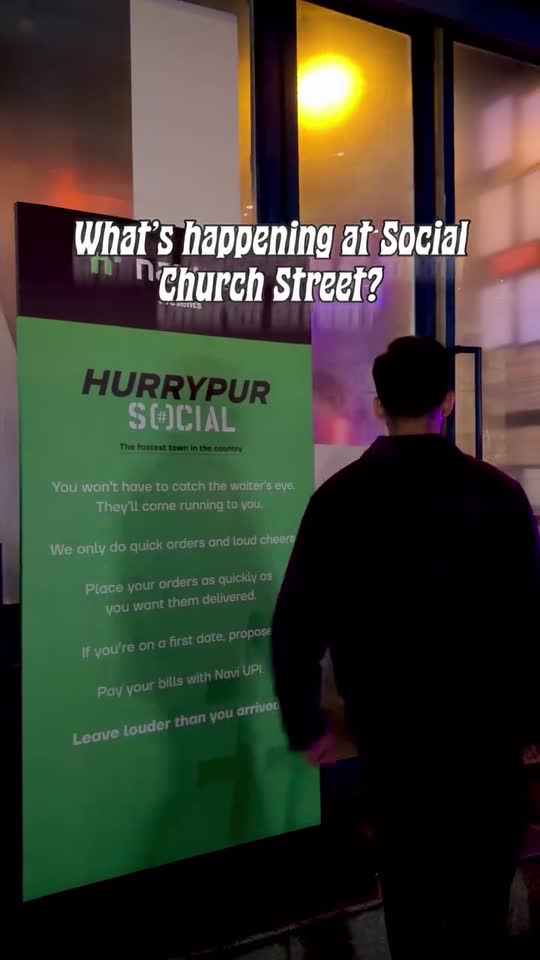 What's happening at Social
Church Street?
HURRYPUR
S(#)CIAL
The fastest town in the country
You won't have to catch the waiter's eye.
They'll come running to you.
We only do quick orders and loud cheers
Place your orders as quickly as
you want them delivered.
If you're on a first date, propose
Pay your bills with Navi UPI.
Leave louder than you